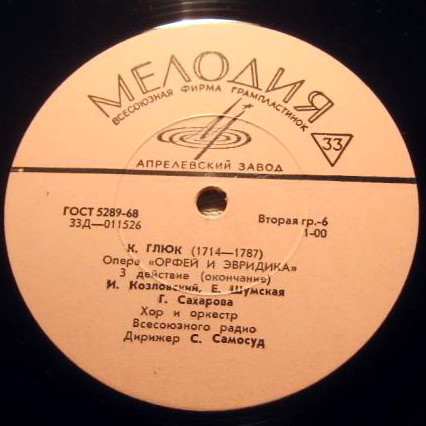 МЕЛОДИЯ
ВСЕСОЮЗНАЯ ФИРМА ГРАМПЛАСТИНОК
33
АПРЕЛЕВСКИЙ ЗАВОД
ГОСТ 5289-68
33Д—011526
Вторая гр.-6
1-00
К. ГЛЮК (1714—1787)
Опера «ОРФЕЙ И ЭВРИДИКА»
3 действие (окончание)
И. Козловский, Е. Шумская
Г. Сахарова
Хор и оркестр
Всесоюзного радио
Дирижер С. Самосуд